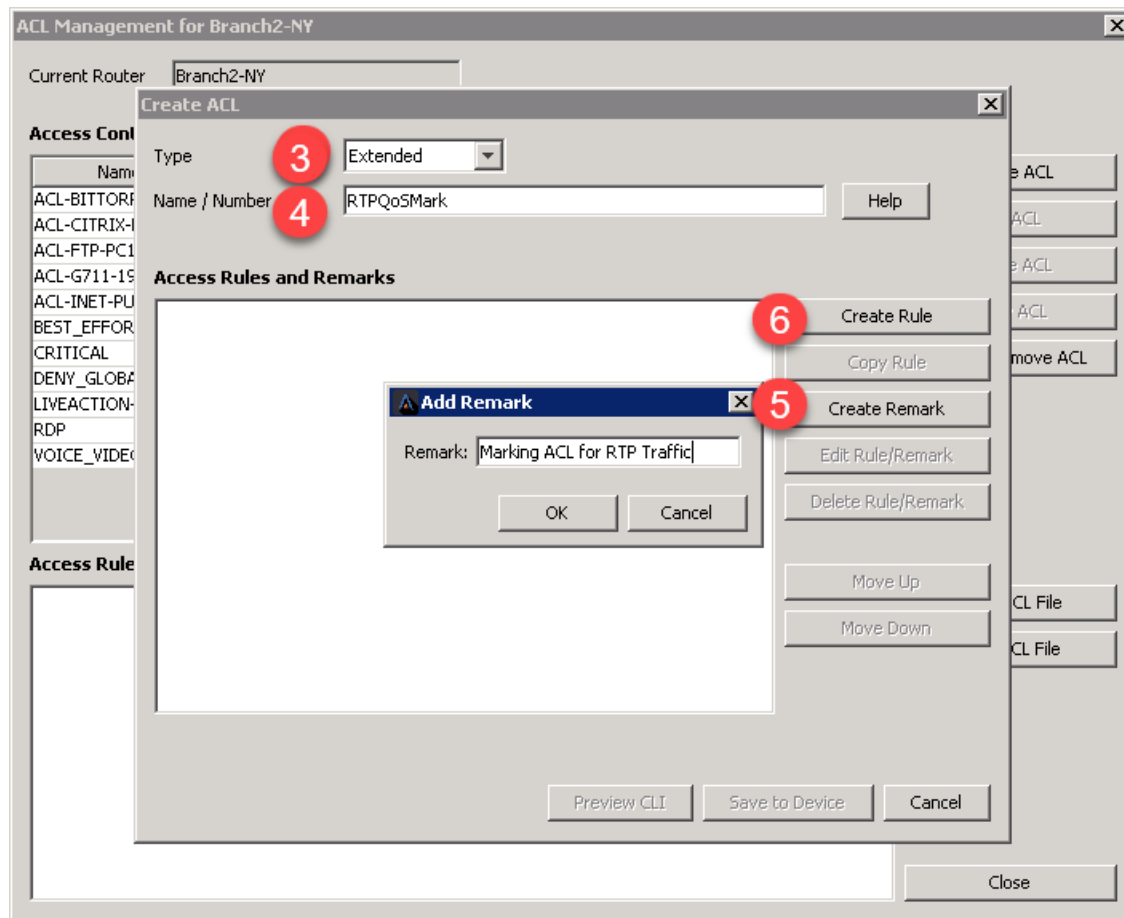 ACL Management for Branch2-NY
Current Router Branch2-NY
Create ACL
Access Cont
Type 3 Extended
Name / Number 4 RTPQoSMark Help
Access Rules and Remarks
Nam
ACL-BITTORR
ACL-CITRIX-
ACL-FTP-PC1
ACL-G711-19
ACL-INET-PU
BEST_EFFOR
CRITICAL
DENY_GLOBA
LIVEACTION-
RDP
VOICE_VIDE
6 Create Rule
Copy Rule
5 Create Remark
Edit Rule/Remark
Delete Rule/Remark
Move Up
Move Down
Add Remark
Remark: Marking ACL for RTP Traffic
OK Cancel
e ACL
ACL
e ACL
ACL
move ACL
Access Rule
CL File
CL File
Preview CLI Save to Device Cancel
Close